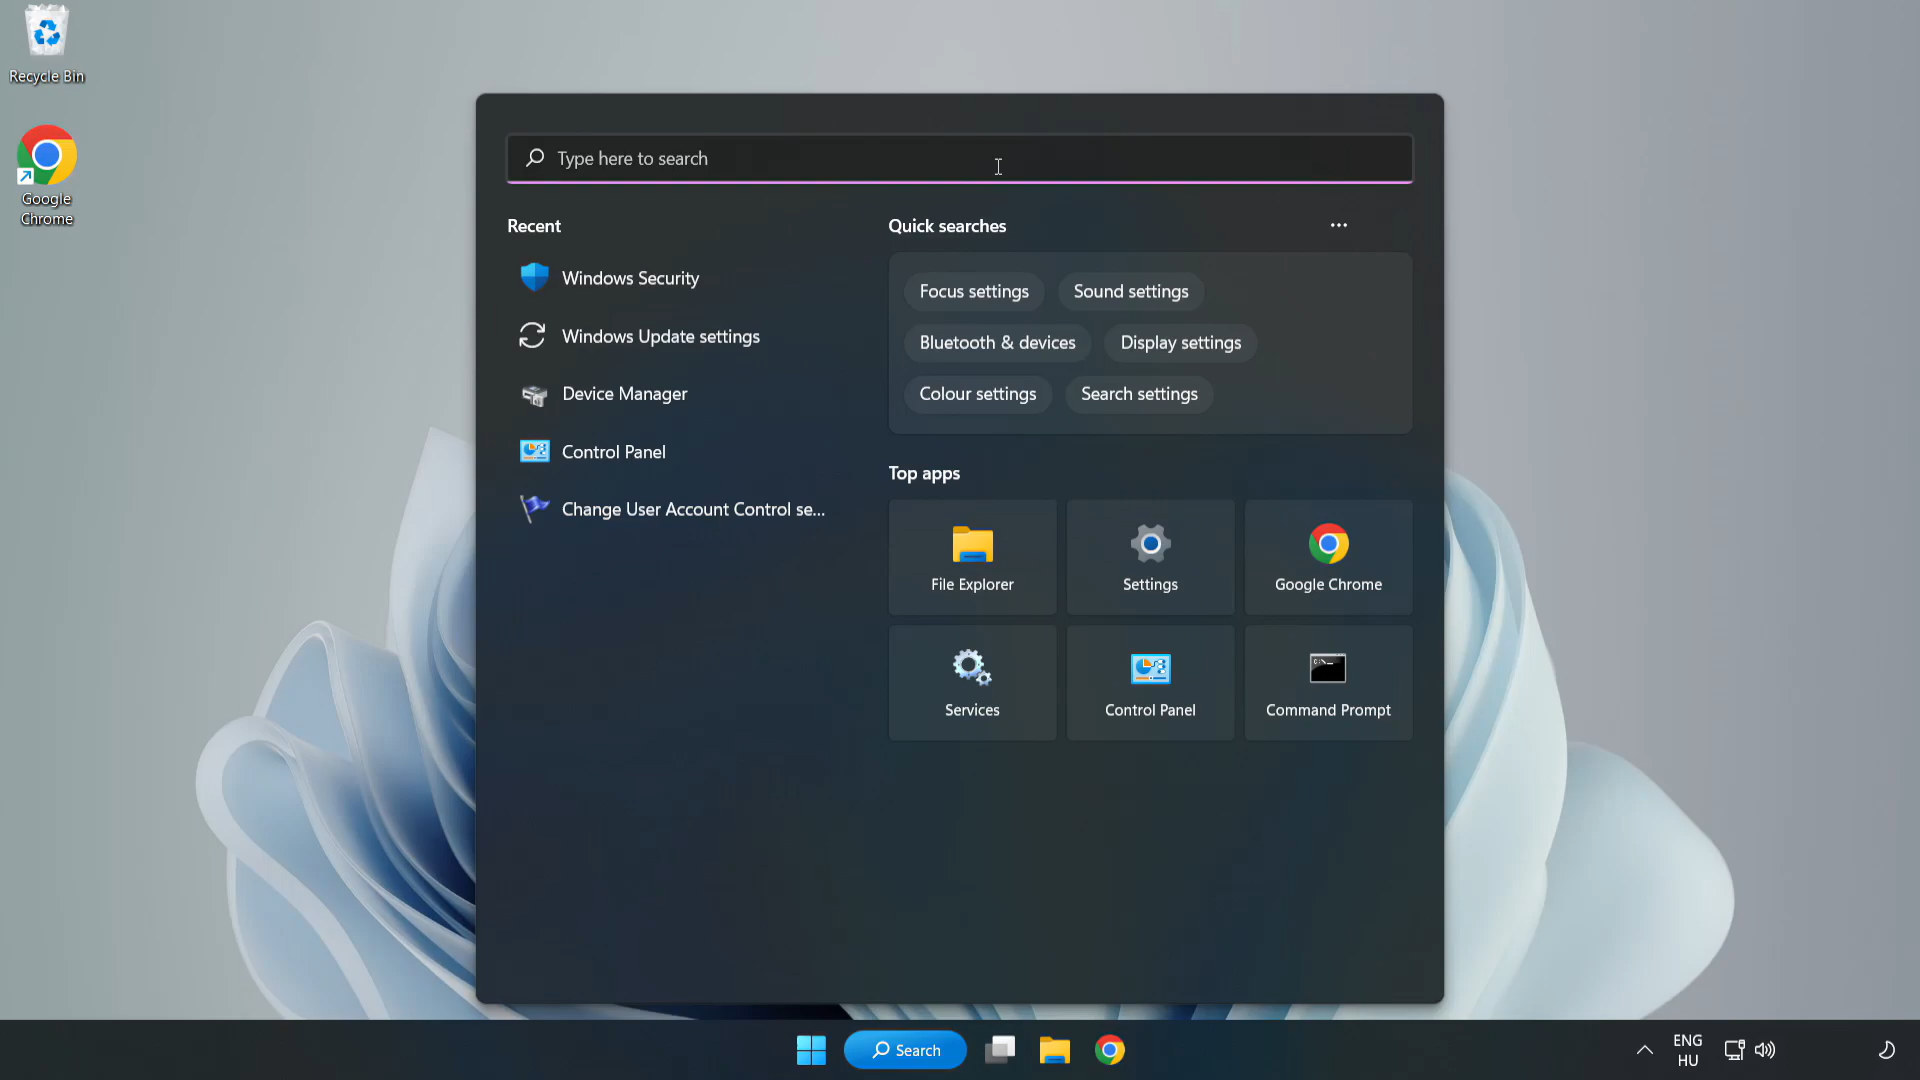 Recycle Bin
Google
Chrome
Type here to search
Recent
Windows Security
Windows Update settings
Device Manager
Control Panel
Change User Account Control se...
Quick searches
Focus settings
Sound settings
Bluetooth & devices
Display settings
Colour settings
Search settings
Top apps
File Explorer
Settings
Google Chrome
Services
Control Panel
Command Prompt
Search
ENG
HU